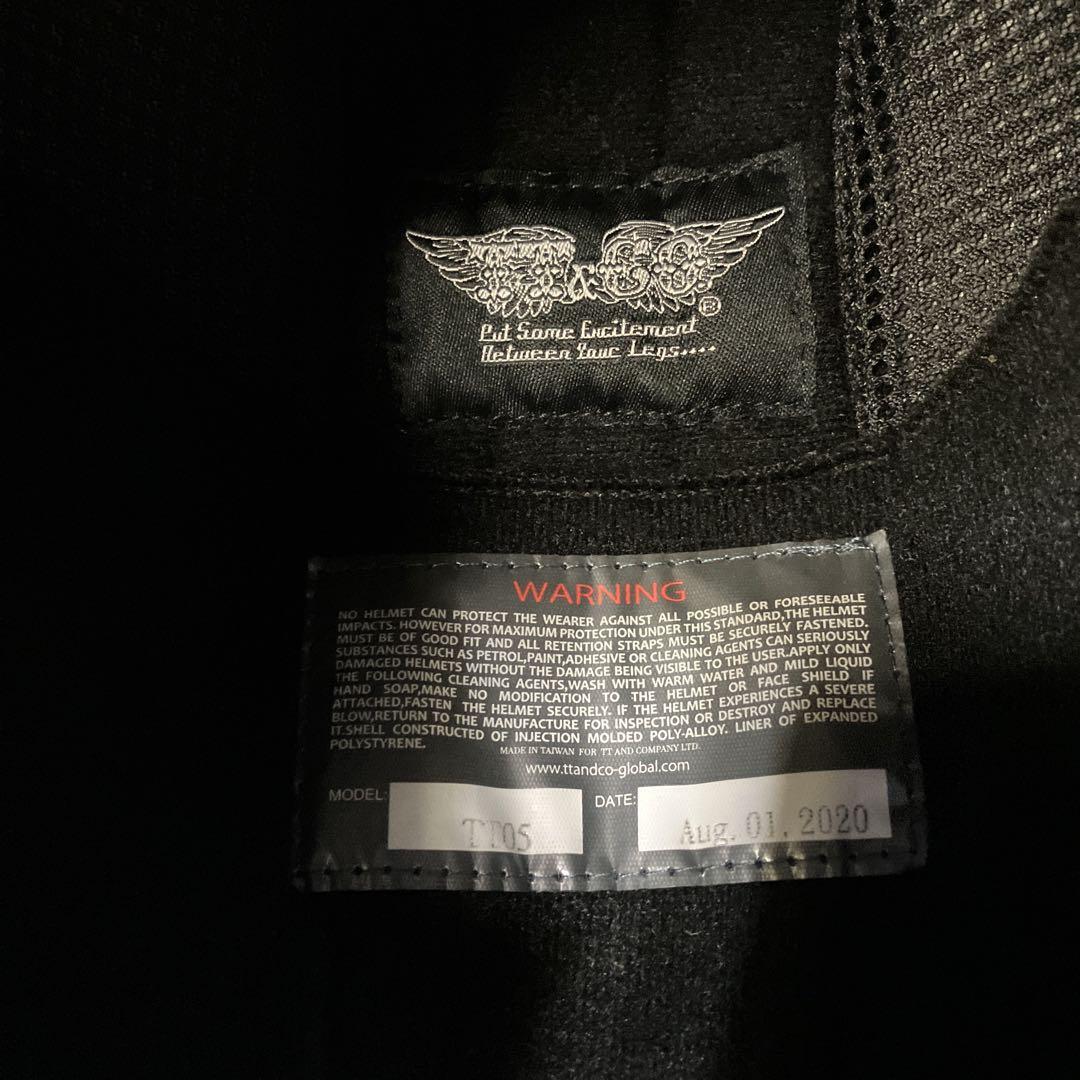 TT&CO.
®
Put Some Excitement
Between Your Legs....
WARNING
NO HELMET CAN PROTECT THE WEARER AGAINST ALL POSSIBLE OR FORESEEABLE
IMPACTS. HOWEVER FOR MAXIMUM PROTECTION UNDER THIS STANDARD,THE HELMET
MUST BE OF GOOD FIT AND ALL RETENTION STRAPS MUST BE SECURELY FASTENED.
SUBSTANCES SUCH AS PETROL,PAINT,ADHESIVE OR CLEANING AGENTS CAN SERIOUSLY
DAMAGED HELMETS WITHOUT THE DAMAGE BEING VISIBLE TO THE USER.APPLY ONLY
THE FOLLOWING CLEANING AGENTS,WASH WITH WARM WATER AND MILD LIQUID
HAND SOAP,MAKE NO MODIFICATION TO THE HELMET OR FACE SHIELD IF
ATTACHED,FASTEN THE HELMET SECURELY. IF THE HELMET EXPERIENCES A SEVERE
BLOW,RETURN TO THE MANUFACTURE FOR INSPECTION OR DESTROY AND REPLACE
IT.SHELL CONSTRUCTED OF INJECTION MOLDED POLY-ALLOY. LINER OF EXPANDED
POLYSTYRENE.
MADE IN TAIWAN FOR TT AND COMPANY LTD.
www.ttandco-global.com
MODEL: TT05 DATE: Aug. 01, 2020